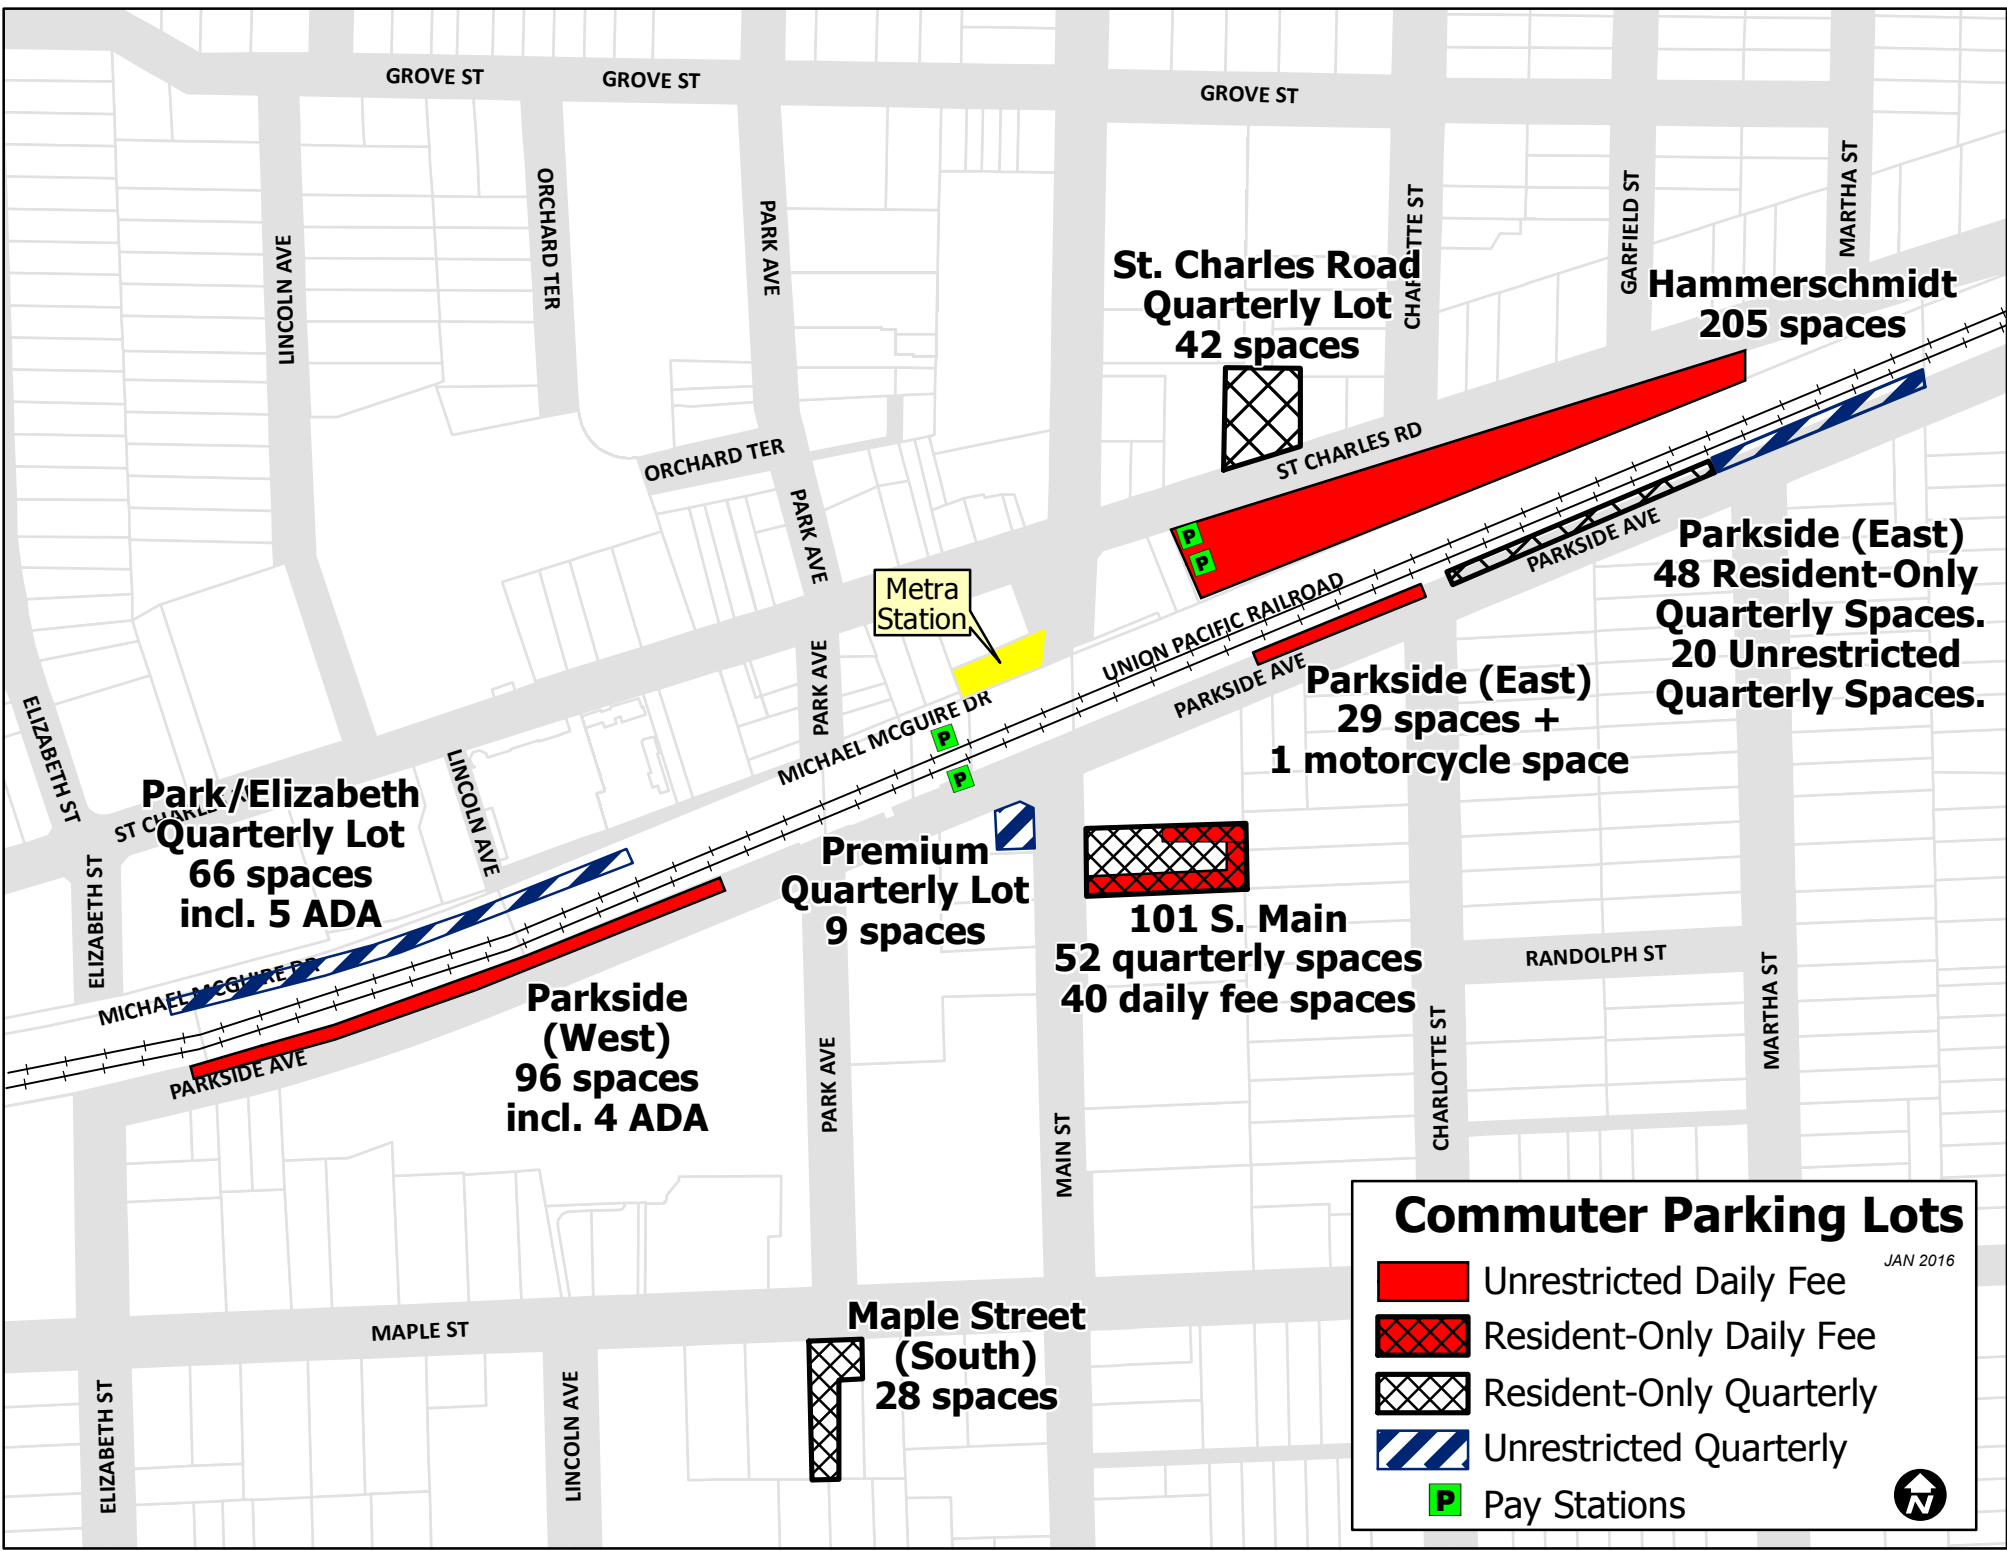 GROVE ST
GROVE ST
GROVE ST
LINCOLN AVE
ORCHARD TER
PARK AVE
CHARLOTTE ST
GARFIELD ST
MARTHA ST
St. Charles Road
Quarterly Lot
42 spaces
Hammerschmidt
205 spaces
ORCHARD TER
ST CHARLES RD
PARK AVE
P
P
Metra
Station
UNION PACIFIC RAILROAD
PARKSIDE AVE
Parkside (East)
48 Resident-Only
Quarterly Spaces.
20 Unrestricted
Quarterly Spaces.
PARK AVE
PARKSIDE AVE
Parkside (East)
29 spaces +
1 motorcycle space
MICHAEL MCGUIRE DR
P
P
ELIZABETH ST
LINCOLN AVE
ST CHARLES
Park/Elizabeth
Quarterly Lot
66 spaces
incl. 5 ADA
ELIZABETH ST
Premium
Quarterly Lot
9 spaces
101 S. Main
52 quarterly spaces
40 daily fee spaces
RANDOLPH ST
MARTHA ST
MICHAEL MCGUIRE DR
PARKSIDE AVE
Parkside
(West)
96 spaces
incl. 4 ADA
PARK AVE
MAIN ST
CHARLOTTE ST
MAPLE ST
Maple Street
(South)
28 spaces
ELIZABETH ST
LINCOLN AVE
Commuter Parking Lots
JAN 2016
Unrestricted Daily Fee
Resident-Only Daily Fee
Resident-Only Quarterly
Unrestricted Quarterly
P Pay Stations
N